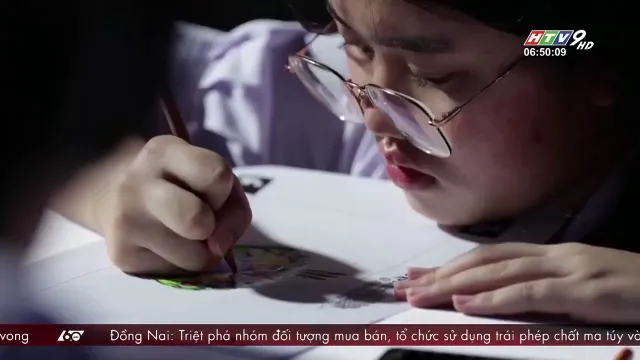 HTV9 HD
06:50:09
vong 60 Đồng Nai: Triệt phá nhóm đối tượng mua bán, tổ chức sử dụng trái phép chất ma túy và